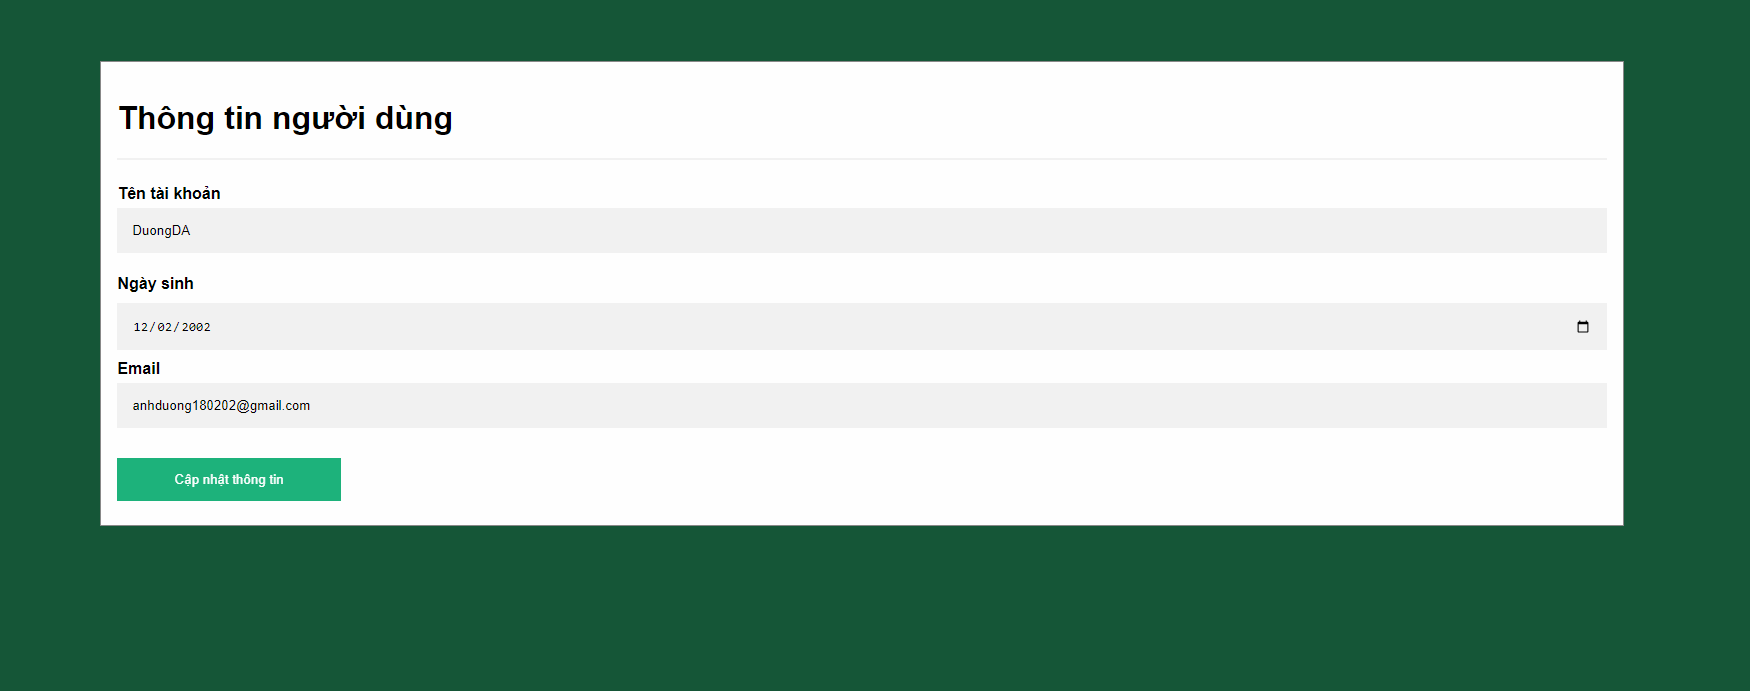 Thông tin người dùng
Tên tài khoản
DuongDA
Ngày sinh
12/02/2002
Email
anhduong180202@gmail.com
Cập nhật thông tin